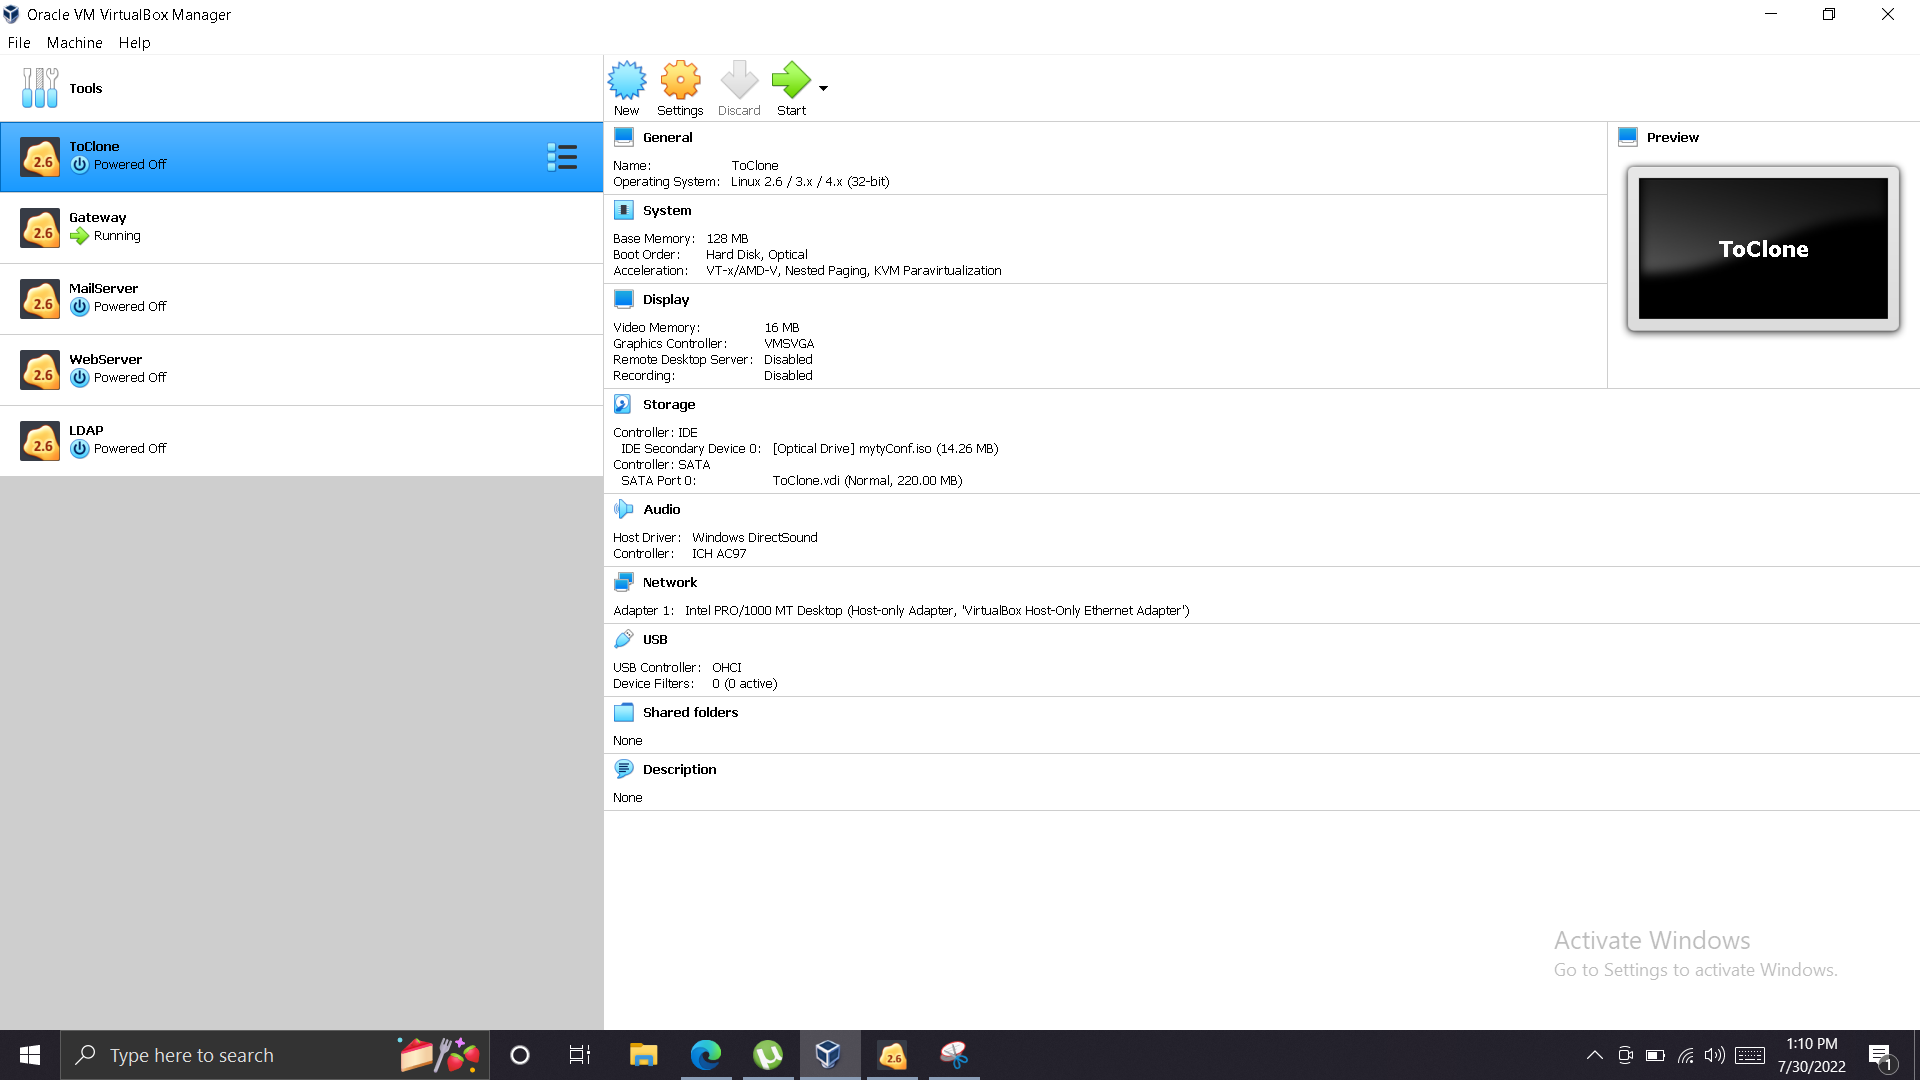 Oracle VM VirtualBox Manager
File Machine Help
Tools
New Settings Discard Start
2.6
ToClone
Powered Off
2.6
Gateway
Running
2.6
MailServer
Powered Off
2.6
WebServer
Powered Off
2.6
LDAP
Powered Off
General
Name: ToClone
Operating System: Linux 2.6 / 3.x / 4.x (32-bit)
System
Base Memory: 128 MB
Boot Order: Hard Disk, Optical
Acceleration: VT-x/AMD-V, Nested Paging, KVM Paravirtualization
Display
Video Memory: 16 MB
Graphics Controller: VMSVGA
Remote Desktop Server: Disabled
Recording: Disabled
Preview
ToClone
Storage
Controller: IDE
IDE Secondary Device 0: [Optical Drive] mytyConf.iso (14.26 MB)
Controller: SATA
SATA Port 0: ToClone.vdi (Normal, 220.00 MB)
Audio
Host Driver: Windows DirectSound
Controller: ICH AC97
Network
Adapter 1: Intel PRO/1000 MT Desktop (Host-only Adapter, 'VirtualBox Host-Only Ethernet Adapter')
USB
USB Controller: OHCI
Device Filters: 0 (0 active)
Shared folders
None
Description
None
Activate Windows
Go to Settings to activate Windows.
Type here to search
2.6
1:10 PM
7/30/2022
1